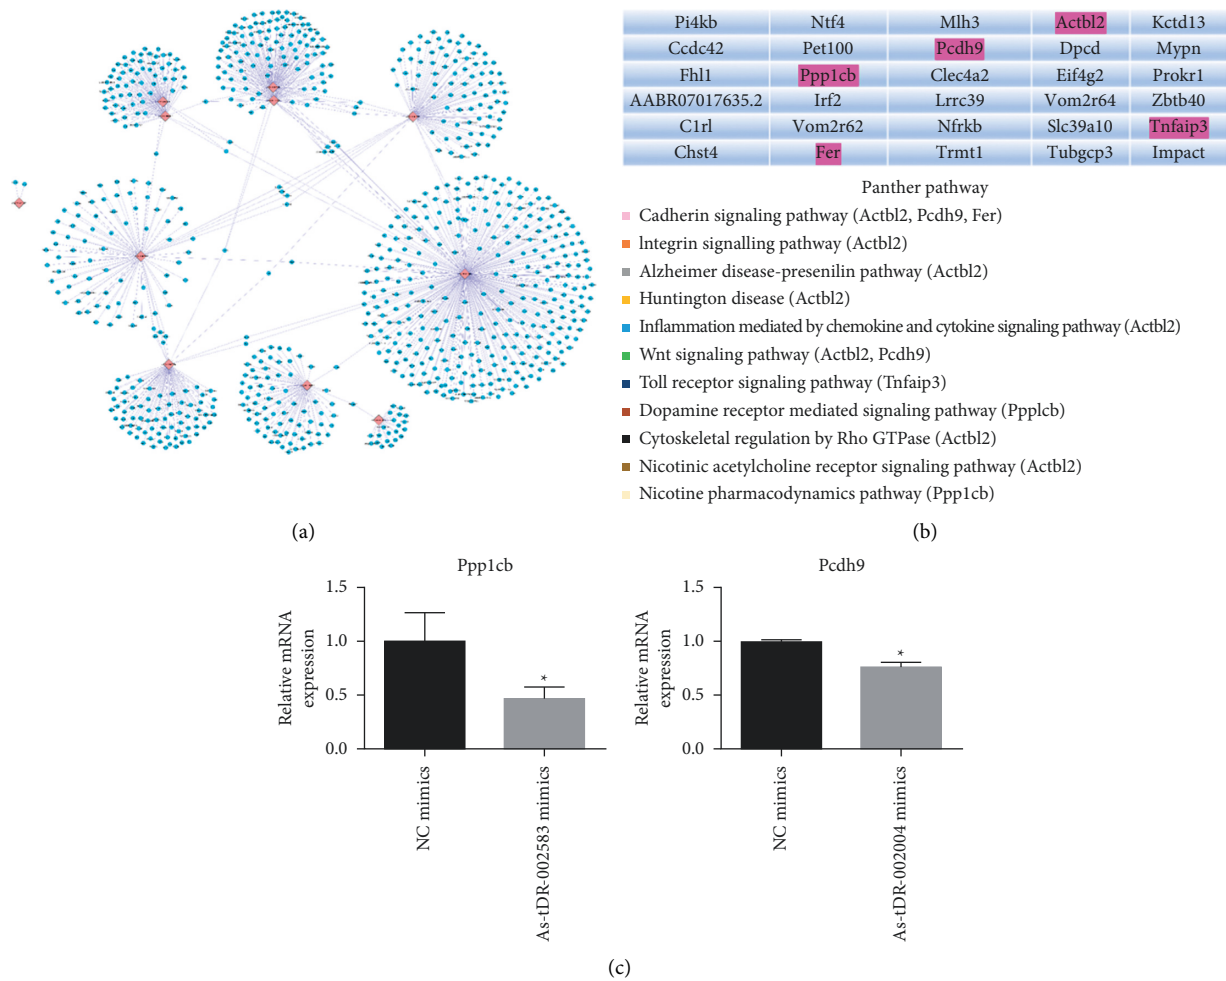 Pi4kb Ntf4 Mlh3 Actbl2 Kctd13
Ccdc42 Pet100 Pcdh9 Dpcd Mypn
Fhl1 Ppp1cb Clec4a2 Eif4g2 Prokr1
AABR07017635.2 Irf2 Lrrc39 Vom2r64 Zbtb40
C1rl Vom2r62 Nfrkb Slc39a10 Tnfaip3
Chst4 Fer Trmt1 Tubgcp3 Impact
Panther pathway
Cadherin signaling pathway (Actbl2, Pcdh9, Fer)
lntegrin signalling pathway (Actbl2)
Alzheimer disease-presenilin pathway (Actbl2)
Huntington disease (Actbl2)
Inflammation mediated by chemokine and cytokine signaling pathway (Actbl2)
Wnt signaling pathway (Actbl2, Pcdh9)
Toll receptor signaling pathway (Tnfaip3)
Dopamine receptor mediated signaling pathway (Ppplcb)
Cytoskeletal regulation by Rho GTPase (Actbl2)
Nicotinic acetylcholine receptor signaling pathway (Actbl2)
Nicotine pharmacodynamics pathway (Ppp1cb)
(a)
(b)
Ppp1cb
Relative mRNA
expression
1.5
1.0
0.5
0.0
*
NC mimics
As-tDR-002583 mimics
Pcdh9
Relative mRNA
expression
1.5
1.0
0.5
0.0
*
NC mimics
As-tDR-002004 mimics
(c)